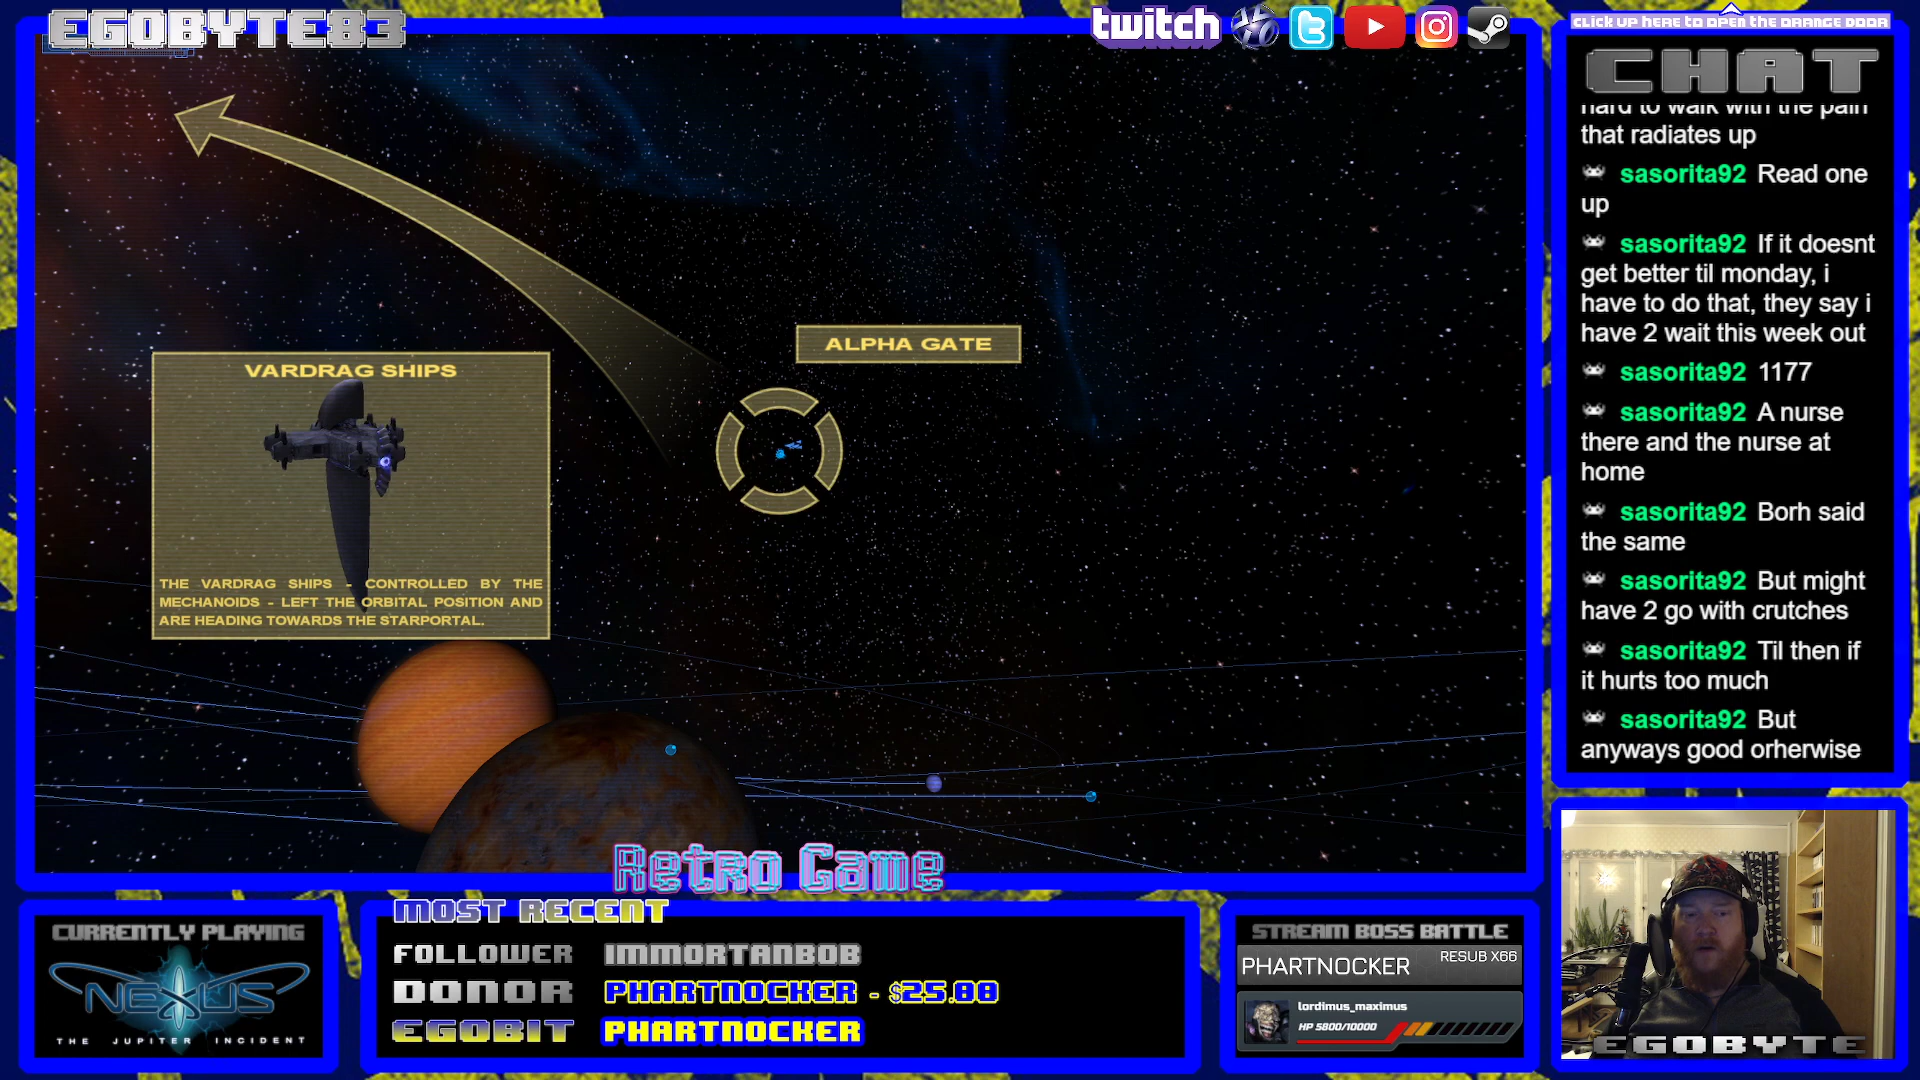 EGOBYTE83
twitch
CLICK UP HERE TO OPEN THE ORANGE DOOR
CHAT
hard to walk with the pain
that radiates up
sasorita92 Read one
up
sasorita92 If it doesnt
get better til monday, i
have to do that, they say i
have 2 wait this week out
sasorita92 1177
sasorita92 A nurse
there and the nurse at
home
sasorita92 Borh said
the same
sasorita92 But might
have 2 go with crutches
sasorita92 Til then if
it hurts too much
sasorita92 But
anyways good orherwise
ALPHA GATE
VARDRAG SHIPS
THE VARDRAG SHIPS - CONTROLLED BY THE
MECHANOIDS - LEFT THE ORBITAL POSITION AND
ARE HEADING TOWARDS THE STARPORTAL.
Retro Game
CURRENTLY PLAYING
NEXUS
THE JUPITER INCIDENT
MOST RECENT
FOLLOWER IMMORTANBOB
DONOR PHARTNOCKER - $25.00
EGOBIT PHARTNOCKER
STREAM BOSS BATTLE
PHARTNOCKER RESUB X66
lordimus_maximus
HP 5800/10000
EGOBYTE